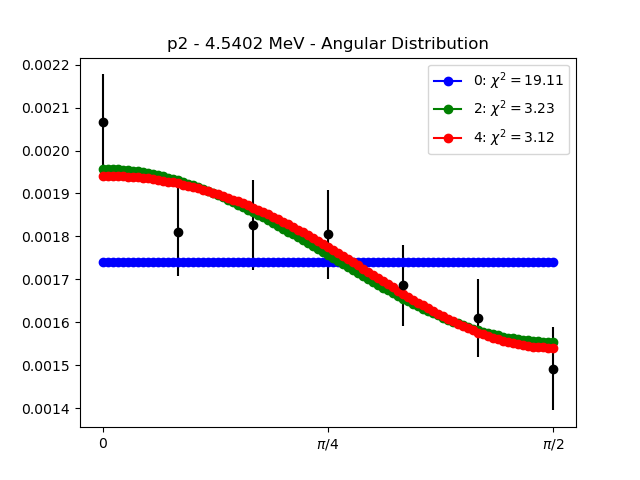 p2 - 4.5402 MeV - Angular Distribution
0.0022
0.0021
0.0020
0.0019
0.0018
0.0017
0.0016
0.0015
0.0014
0: χ² = 19.11
2: χ² = 3.23
4: χ² = 3.12
0
π/4
π/2